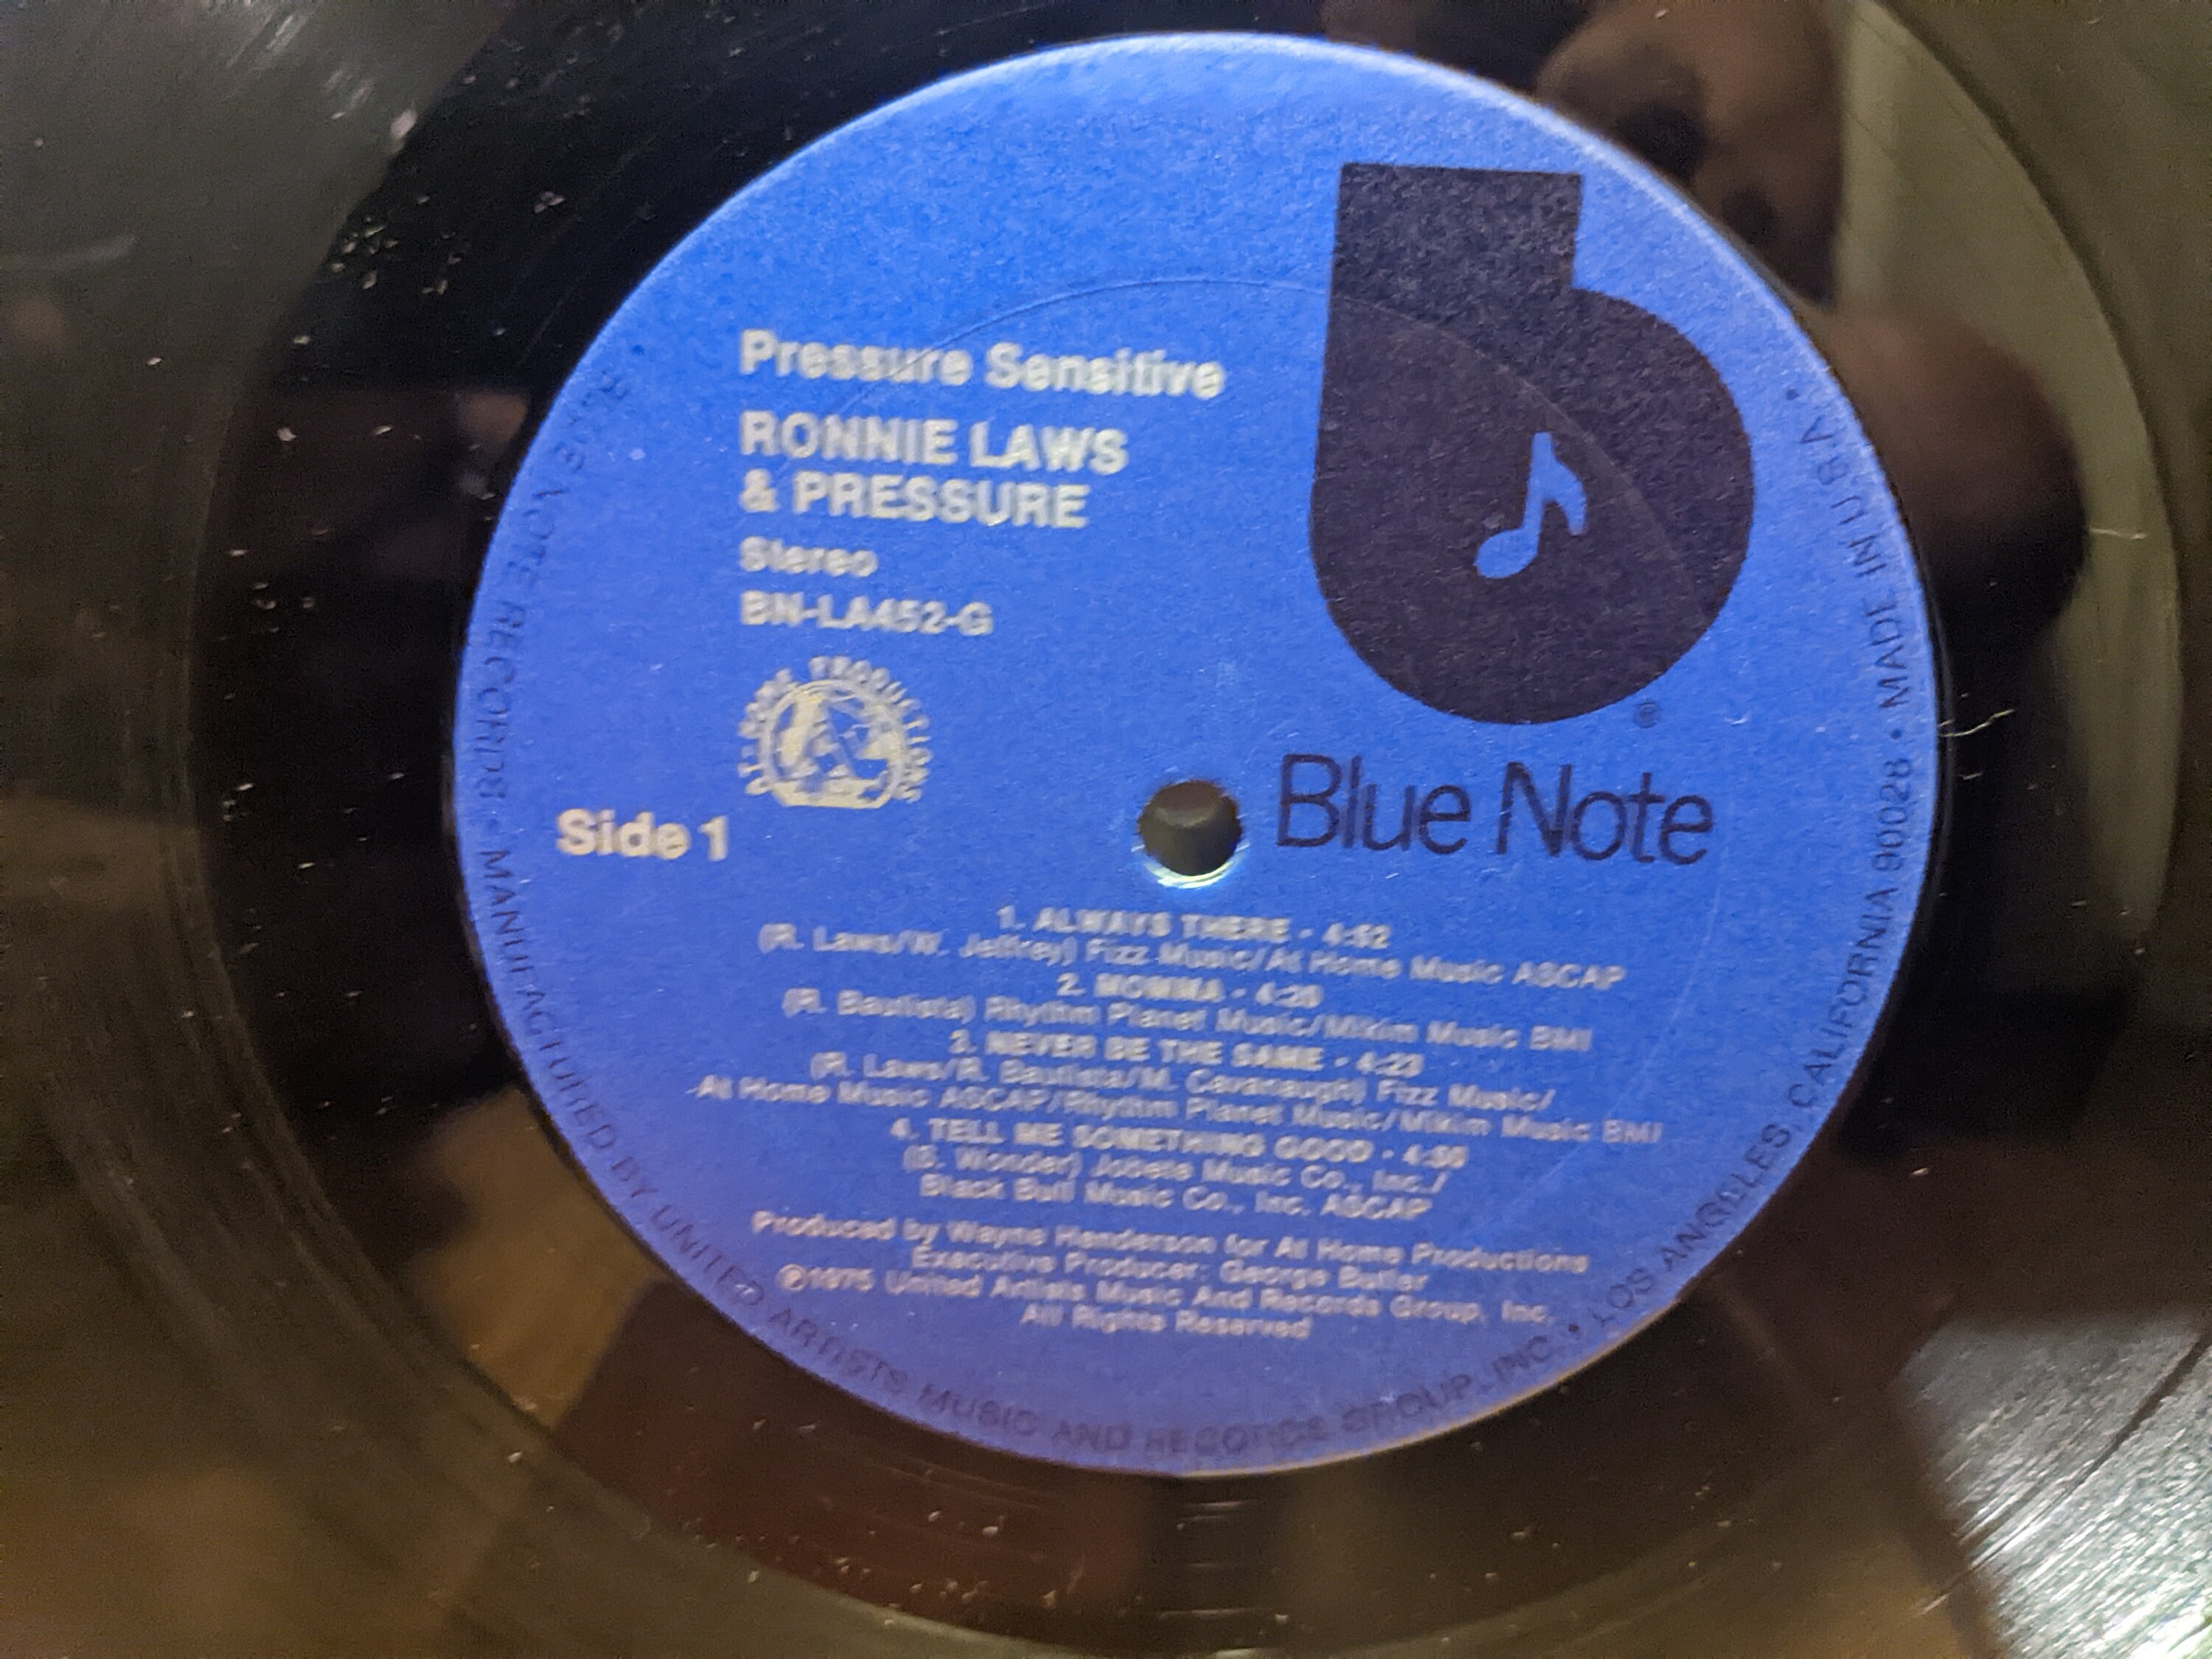 Pressure Sensitive
RONNIE LAWS
& PRESSURE
Stereo
BN-LA452-G
AT HOME PRODUCTIONS
Side 1
b
®
Blue Note
1. ALWAYS THERE - 4:52
(R. Laws/W. Jeffrey) Fizz Music/At Home Music ASCAP
2. MOMMA -
(R. Bautista) Rhythm Planet Music/Mikim Music BMI
3. NEVER BE THE SAME - 4:23
(R. Laws/R. Bautista/M. Cavanaugh) Fizz Music/
At Home Music ASCAP/Rhythm Planet Music/Mikim Music BMI
4. TELL ME SOMETHING GOOD -
(S. Wonder) Jobete Music Co., Inc./
Black Bull Music Co., Inc. ASCAP
Produced by Wayne Henderson for At Home Productions
Executive Producer: George Butler
℗1975 United Artists Music And Records Group, Inc.
All Rights Reserved
BLUE NOTE RECORDS • MANUFACTURED BY UNITED ARTISTS MUSIC AND RECORDS GROUP, INC. • LOS ANGELES, CALIFORNIA 90028 • MADE IN U.S.A. •